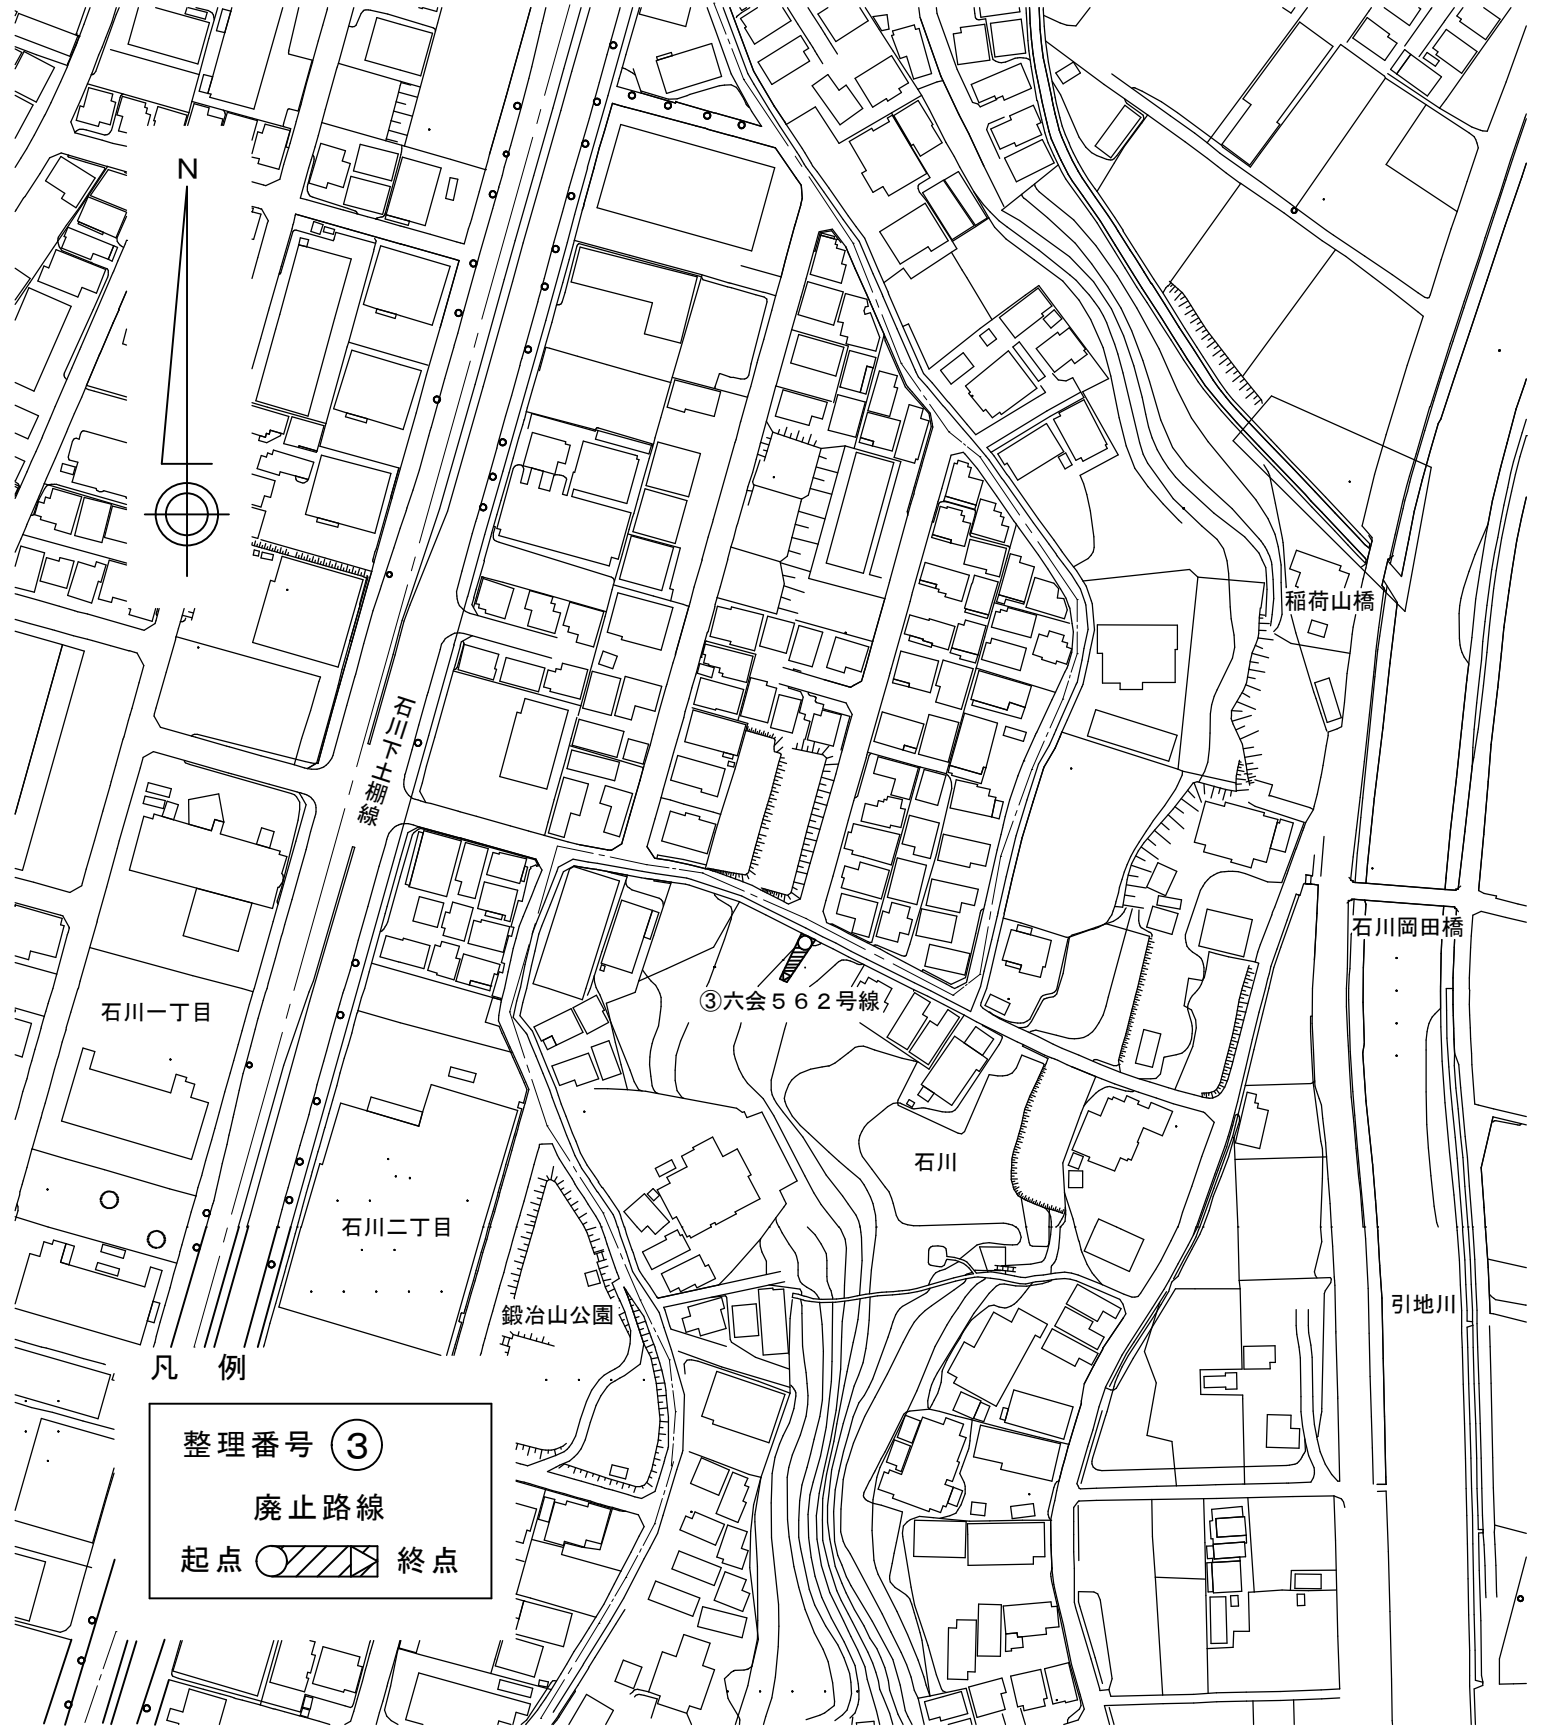 N
稲荷山橋
石川下土棚線
石川岡田橋
③六会５６２号線
石川一丁目
石川
石川二丁目
引地川
鍛冶山公園
凡 例
整理番号 ③
廃止路線
起点 終点